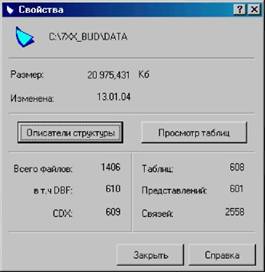 Свойства
C:\7XX_BUD\DATA
Размер: 20 975,431 Кб
Изменена: 13.01.04
Описатели структуры Просмотр таблиц
Всего файлов: 1406 Таблиц: 608
в т.ч DBF: 610 Представлений: 601
CDX: 609 Связей: 2558
Закрыть Справка